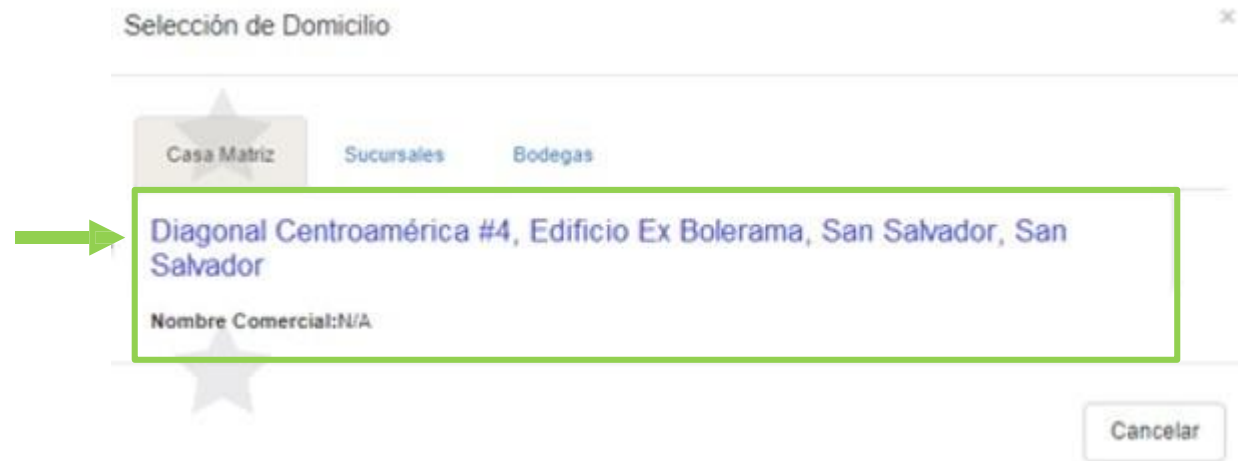 Selección de Domicilio
×
Casa Matriz
Sucursales
Bodegas
Diagonal Centroamérica #4, Edificio Ex Bolerama, San Salvador, San
Salvador
Nombre Comercial:N/A
Cancelar